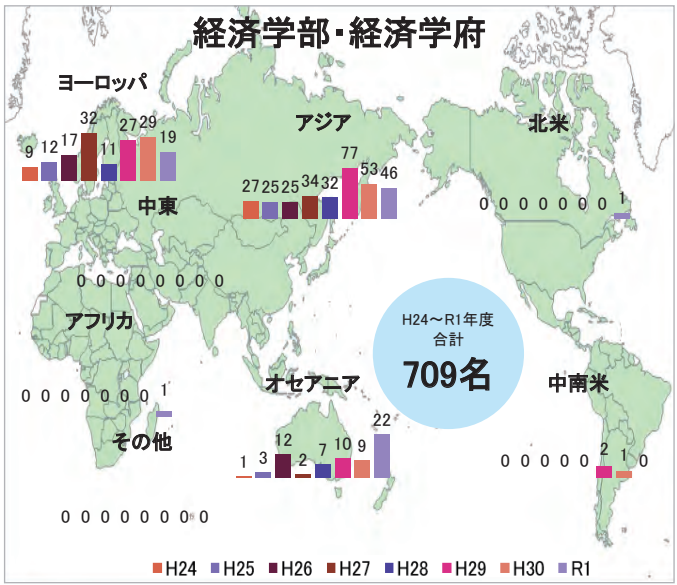 経済学部・経済学府
ヨーロッパ
9 12 17 32 11 27 29 19
アジア
27 25 25 34 32 77 53 46
北米
0 0 0 0 0 0 0 1
中東
0 0 0 0 0 0 0 0
アフリカ
0 0 0 0 0 0 0 1
H24～R1年度
合計
709名
オセアニア
1 3 12 2 7 10 9 22
中南米
0 0 0 0 0 2 1 0
その他
0 0 0 0 0 0 0 0
H24 H25 H26 H27 H28 H29 H30 R1